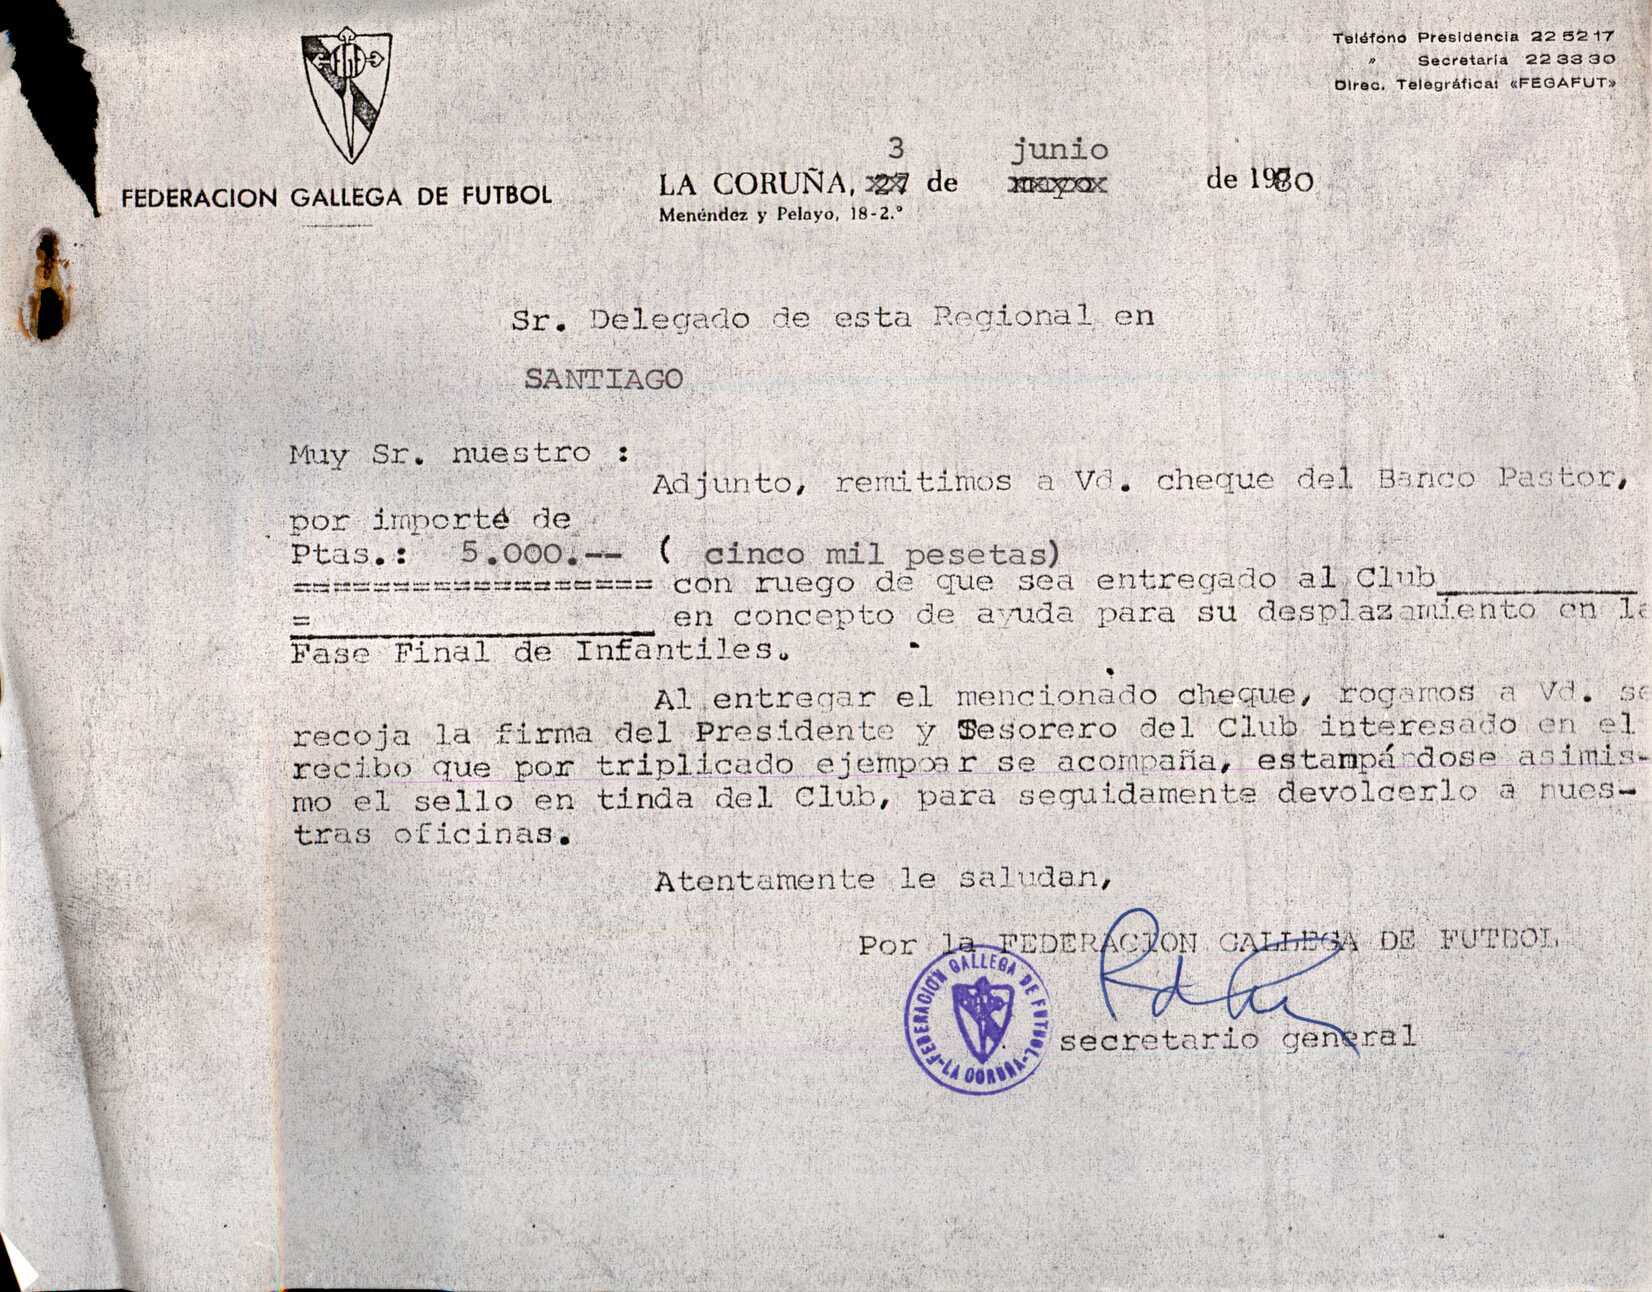 Teléfono Presidencia 22 52 17
" Secretaría 22 33 30
Direc. Telegráfica: «FEGAFUT»
FEDERACION GALLEGA DE FUTBOL
3 junio
LA CORUÑA, 27 de mayo de 1980
Menéndez y Pelayo, 18-2.°
Sr. Delegado de esta Regional en
SANTIAGO
Muy Sr. nuestro :
Adjunto, remitimos a Vd. cheque del Banco Pastor,
por importé de
Ptas.: 5.000.-- ( cinco mil pesetas)
================== con ruego de que sea entregado al Club__________
= en concepto de ayuda para su desplazamiento en la
Fase Final de Infantiles.
Al entregar el mencionado cheque, rogamos a Vd. se
recoja la firma del Presidente y Tesorero del Club interesado en el
recibo que por triplicado ejempoar se acompaña, estampándose asimis-
mo el sello en tinda del Club, para seguidamente devolcerlo a nues-
tras oficinas.
Atentamente le saludan,
Por la FEDERACION GALLEGA DE FUTBOL
FEDERACION GALLEGA DE FUTBOL - LA CORUÑA -
secretario general